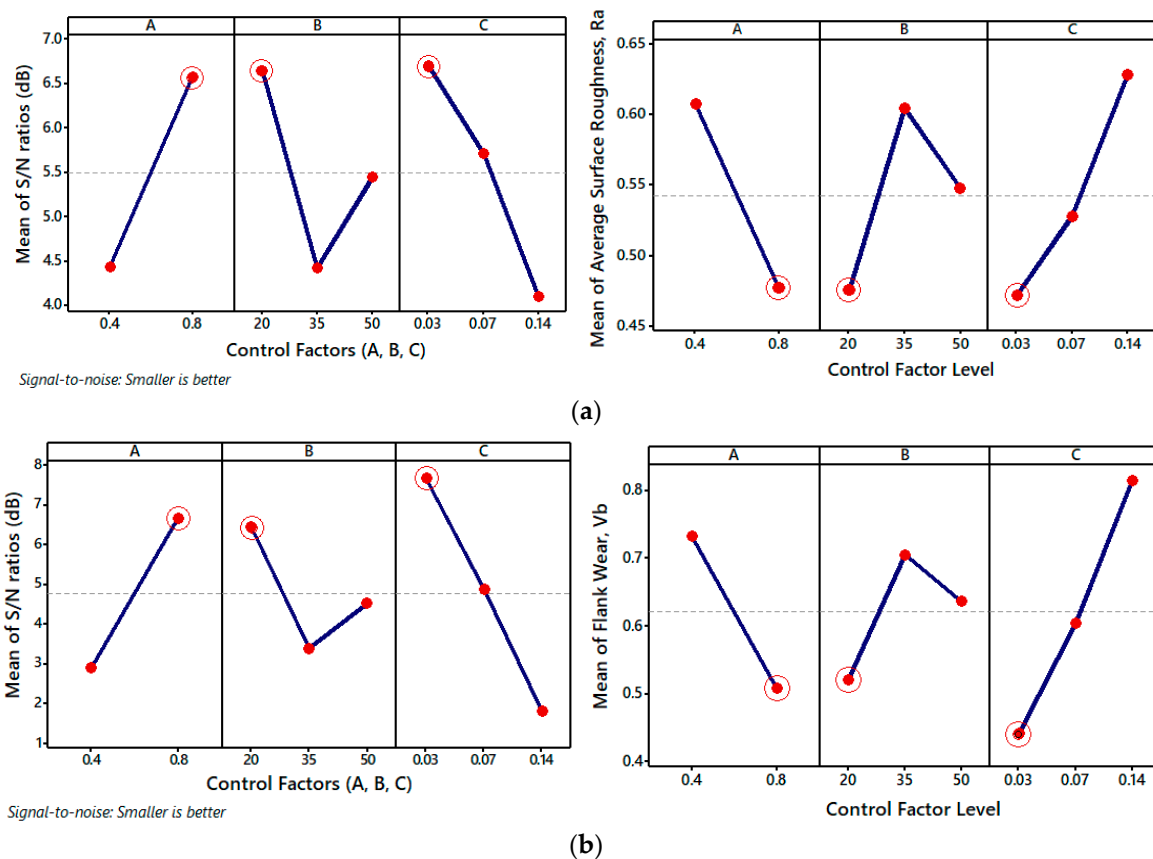 A B C
Mean of S/N ratios (dB)
7.0
6.5
6.0
5.5
5.0
4.5
4.0
0.4 0.8 20 35 50 0.03 0.07 0.14
Control Factors (A, B, C)
Signal-to-noise: Smaller is better
A B C
Mean of Average Surface Roughness, Ra
0.65
0.60
0.55
0.50
0.45
0.4 0.8 20 35 50 0.03 0.07 0.14
Control Factor Level
(a)
A B C
Mean of S/N ratios (dB)
8
7
6
5
4
3
2
1
0.4 0.8 20 35 50 0.03 0.07 0.14
Control Factors (A, B, C)
Signal-to-noise: Smaller is better
A B C
Mean of Flank Wear, Vb
0.8
0.7
0.6
0.5
0.4
0.4 0.8 20 35 50 0.03 0.07 0.14
Control Factor Level
(b)